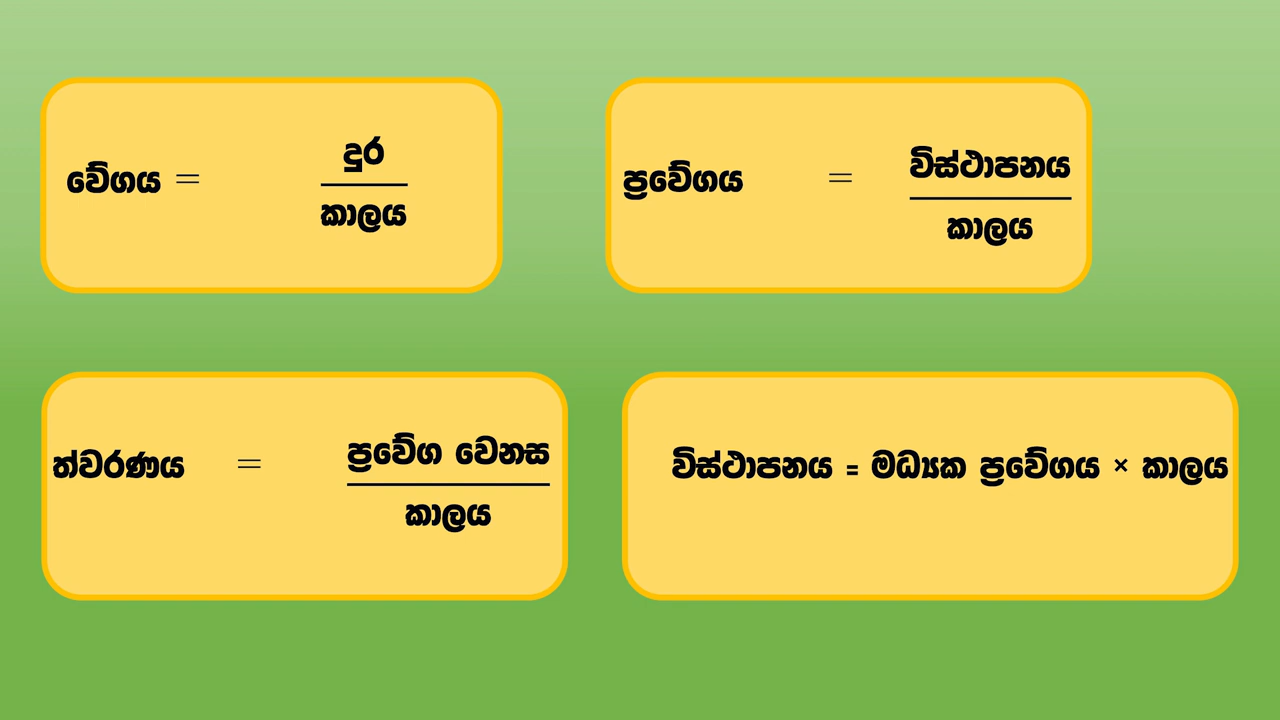 වේගය = දුර
කාලය
ප්‍රවේගය = විස්ථාපනය
කාලය
ත්වරණය = ප්‍රවේග වෙනස
කාලය
විස්ථාපනය = මධ්‍යක ප්‍රවේගය × කාලය